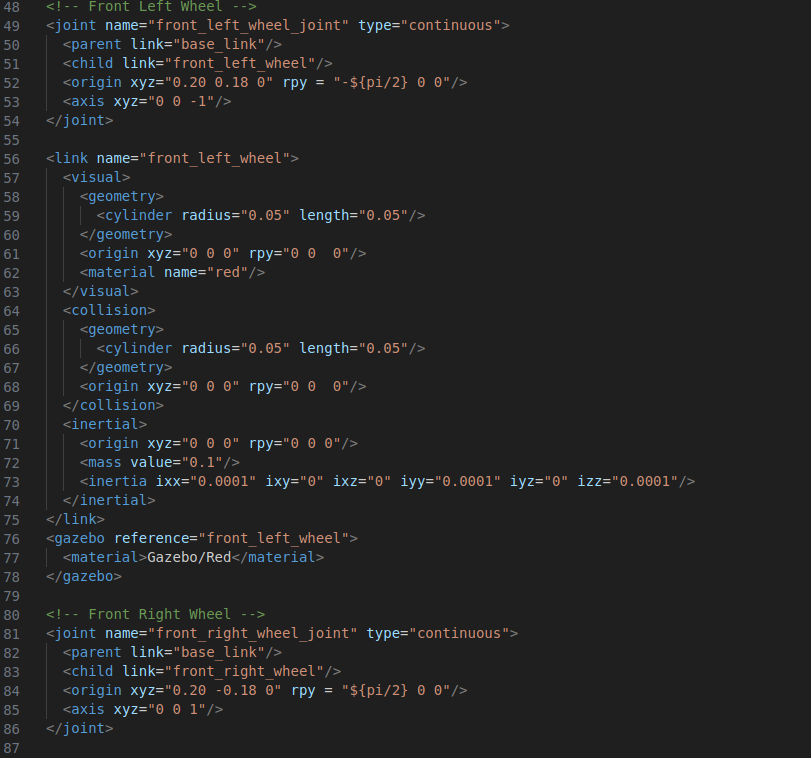 48 <!-- Front Left Wheel -->
49 <joint name="front_left_wheel_joint" type="continuous">
50   <parent link="base_link"/>
51   <child link="front_left_wheel"/>
52   <origin xyz="0.20 0.18 0" rpy = "-${pi/2} 0 0"/>
53   <axis xyz="0 0 -1"/>
54 </joint>
55
56 <link name="front_left_wheel">
57   <visual>
58     <geometry>
59       <cylinder radius="0.05" length="0.05"/>
60     </geometry>
61     <origin xyz="0 0 0" rpy="0 0  0"/>
62     <material name="red"/>
63   </visual>
64   <collision>
65     <geometry>
66       <cylinder radius="0.05" length="0.05"/>
67     </geometry>
68     <origin xyz="0 0 0" rpy="0 0  0"/>
69   </collision>
70   <inertial>
71     <origin xyz="0 0 0" rpy="0 0 0"/>
72     <mass value="0.1"/>
73     <inertia ixx="0.0001" ixy="0" ixz="0" iyy="0.0001" iyz="0" izz="0.0001"/>
74   </inertial>
75 </link>
76 <gazebo reference="front_left_wheel">
77   <material>Gazebo/Red</material>
78 </gazebo>
79
80 <!-- Front Right Wheel -->
81 <joint name="front_right_wheel_joint" type="continuous">
82   <parent link="base_link"/>
83   <child link="front_right_wheel"/>
84   <origin xyz="0.20 -0.18 0" rpy = "${pi/2} 0 0"/>
85   <axis xyz="0 0 1"/>
86 </joint>
87